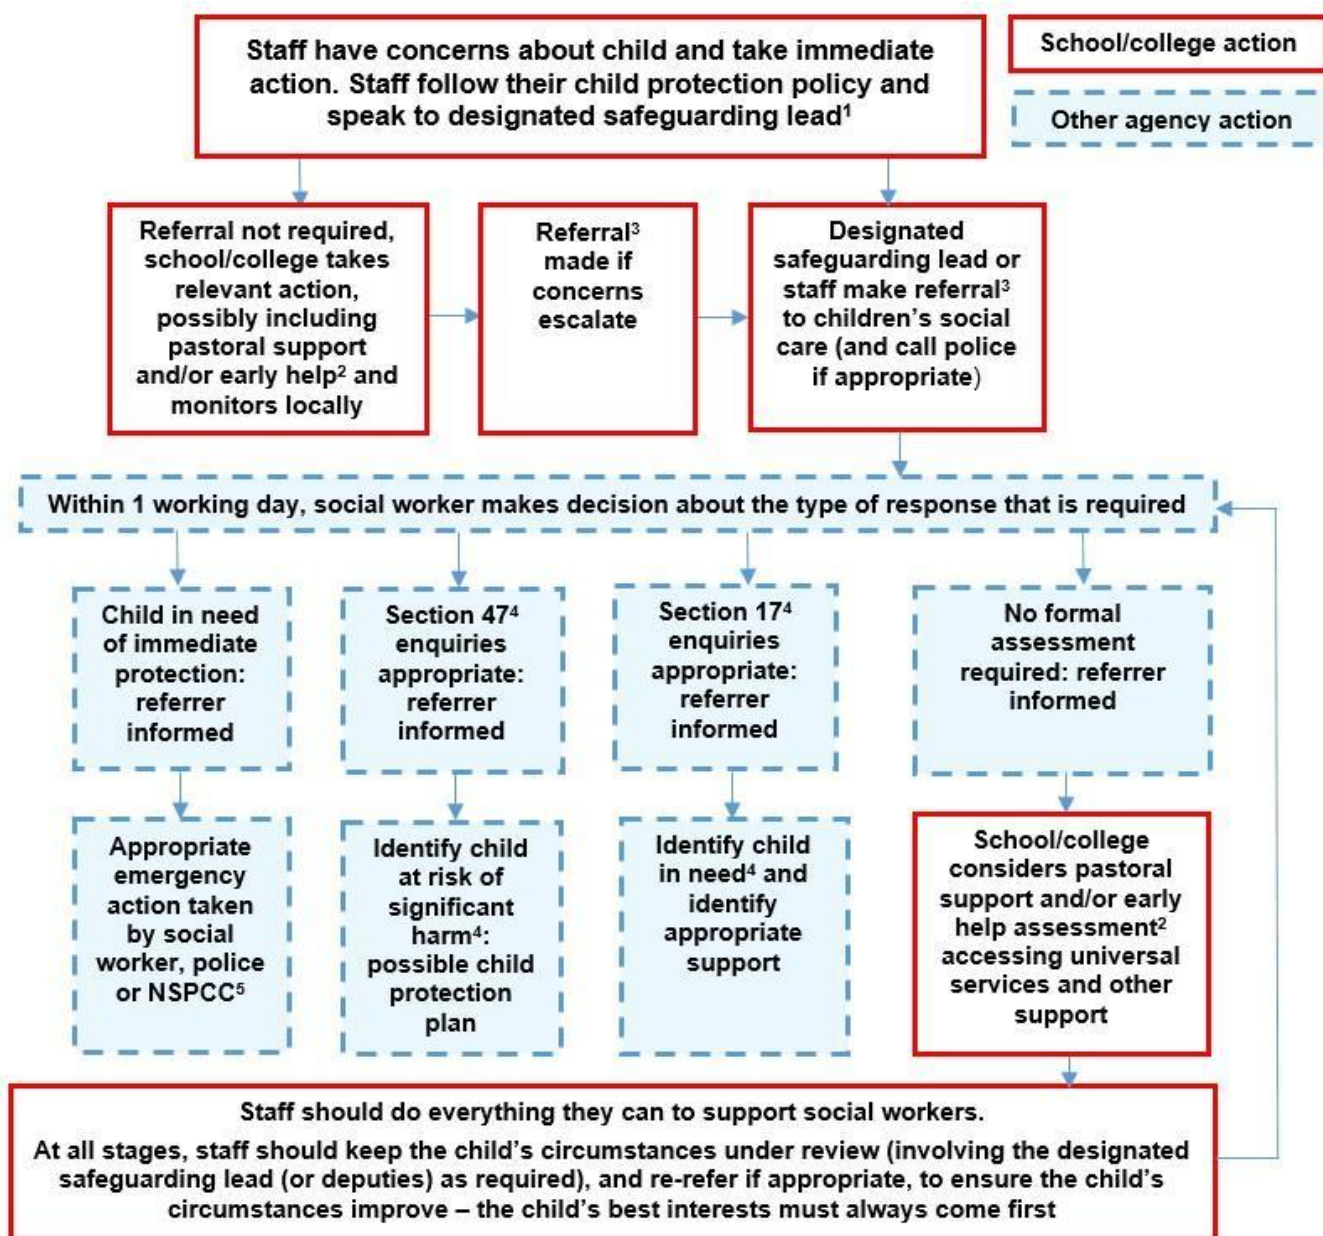 Staff have concerns about child and take immediate
action. Staff follow their child protection policy and
speak to designated safeguarding lead¹
School/college action
Other agency action
Referral not required,
school/college takes
relevant action,
possibly including
pastoral support
and/or early help² and
monitors locally
Referral³
made if
concerns
escalate
Designated
safeguarding lead or
staff make referral³
to children's social
care (and call police
if appropriate)
Within 1 working day, social worker makes decision about the type of response that is required
Child in need
of immediate
protection:
referrer
informed
Section 47⁴
enquiries
appropriate:
referrer
informed
Section 17⁴
enquiries
appropriate:
referrer
informed
No formal
assessment
required: referrer
informed
Appropriate
emergency
action taken
by social
worker, police
or NSPCC⁵
Identify child
at risk of
significant
harm⁴:
possible child
protection
plan
Identify child
in need⁴ and
identify
appropriate
support
School/college
considers pastoral
support and/or early
help assessment²
accessing universal
services and other
support
Staff should do everything they can to support social workers.
At all stages, staff should keep the child's circumstances under review (involving the designated
safeguarding lead (or deputies) as required), and re-refer if appropriate, to ensure the child's
circumstances improve – the child's best interests must always come first